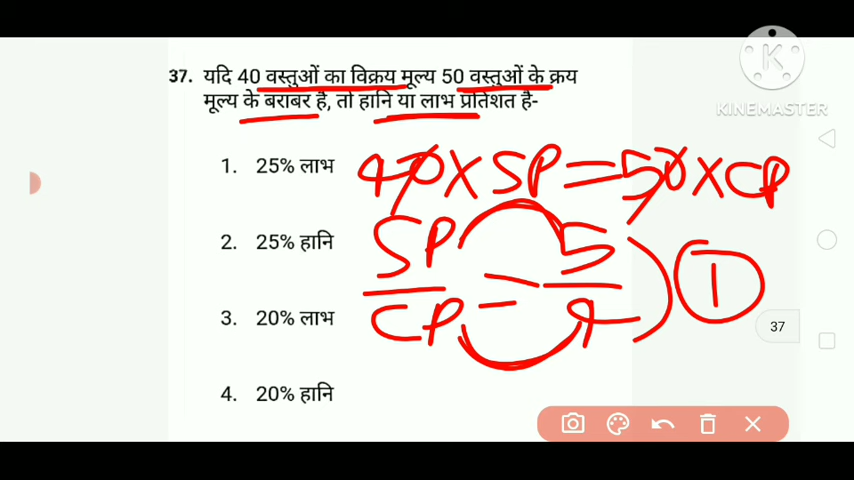 KINEMASTER
37. यदि 40 वस्तुओं का विक्रय मूल्य 50 वस्तुओं के क्रय
मूल्य के बराबर है, तो हानि या लाभ प्रतिशत है-
1. 25% लाभ
40 X SP = 50 X CP
2. 25% हानि
SP/CP = 5/4
1
3. 20% लाभ
37
4. 20% हानि